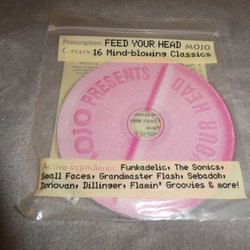 Prescription: FEED YOUR HEAD MOJO
16 Mind-blowing Classics
MOJO PRESENTS
YOUR HEAD
Active ingredients: Funkadelic, The Sonics,
Small Faces, Grandmaster Flash, Sebadoh,
Donovan, Dillinger, Flamin' Groovies & more!